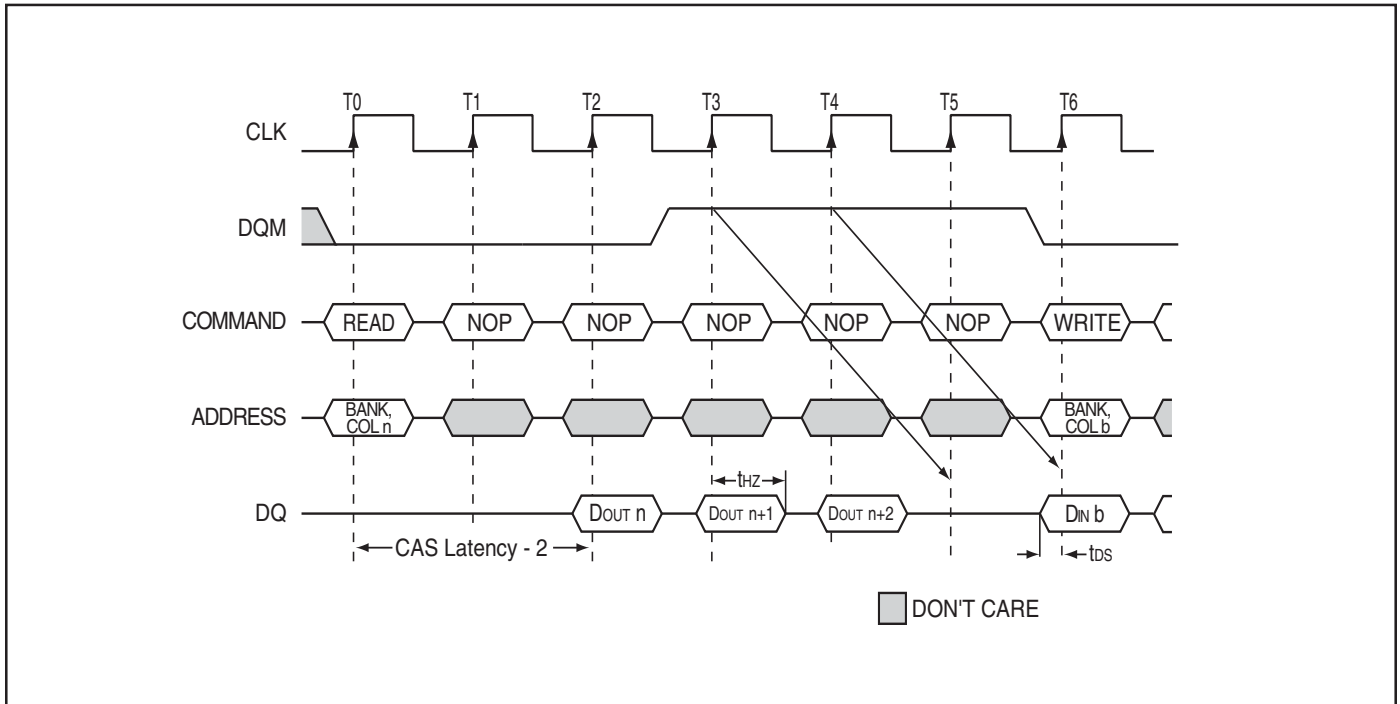 T0 T1 T2 T3 T4 T5 T6
CLK
DQM
COMMAND READ NOP NOP NOP NOP NOP WRITE
ADDRESS BANK, COL n BANK, COL b
tHZ
DQ DOUT n DOUT n+1 DOUT n+2 DIN b
CAS Latency - 2 tDS
DON'T CARE